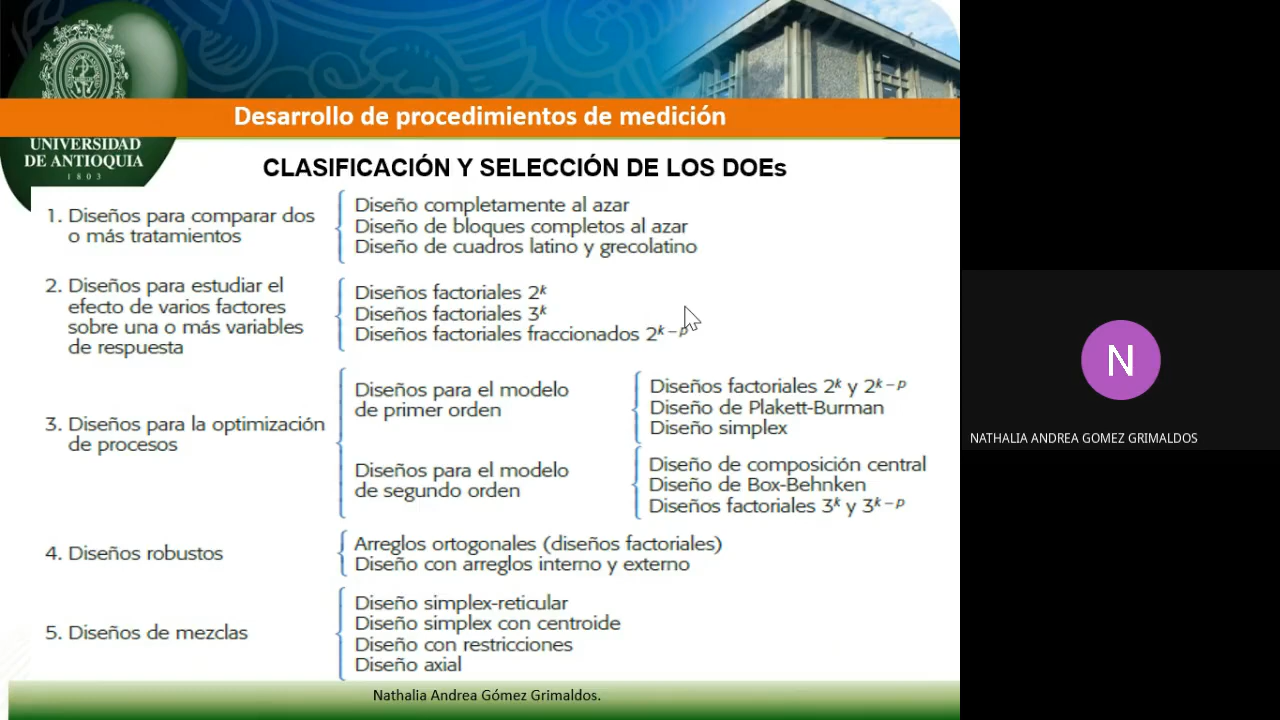 Desarrollo de procedimientos de medición
UNIVERSIDAD
DE ANTIOQUIA
1803
CLASIFICACIÓN Y SELECCIÓN DE LOS DOEs
1. Diseños para comparar dos
o más tratamientos
Diseño completamente al azar
Diseño de bloques completos al azar
Diseño de cuadros latino y grecolatino
2. Diseños para estudiar el
efecto de varios factores
sobre una o más variables
de respuesta
Diseños factoriales 2^k
Diseños factoriales 3^k
Diseños factoriales fraccionados 2^k−p
3. Diseños para la optimización
de procesos
Diseños para el modelo
de primer orden
Diseños factoriales 2^k y 2^k−p
Diseño de Plakett-Burman
Diseño simplex
Diseños para el modelo
de segundo orden
Diseño de composición central
Diseño de Box-Behnken
Diseños factoriales 3^k y 3^k−p
4. Diseños robustos
Arreglos ortogonales (diseños factoriales)
Diseño con arreglos interno y externo
5. Diseños de mezclas
Diseño simplex-reticular
Diseño simplex con centroide
Diseño con restricciones
Diseño axial
Nathalia Andrea Gómez Grimaldos.
N
NATHALIA ANDREA GOMEZ GRIMALDOS